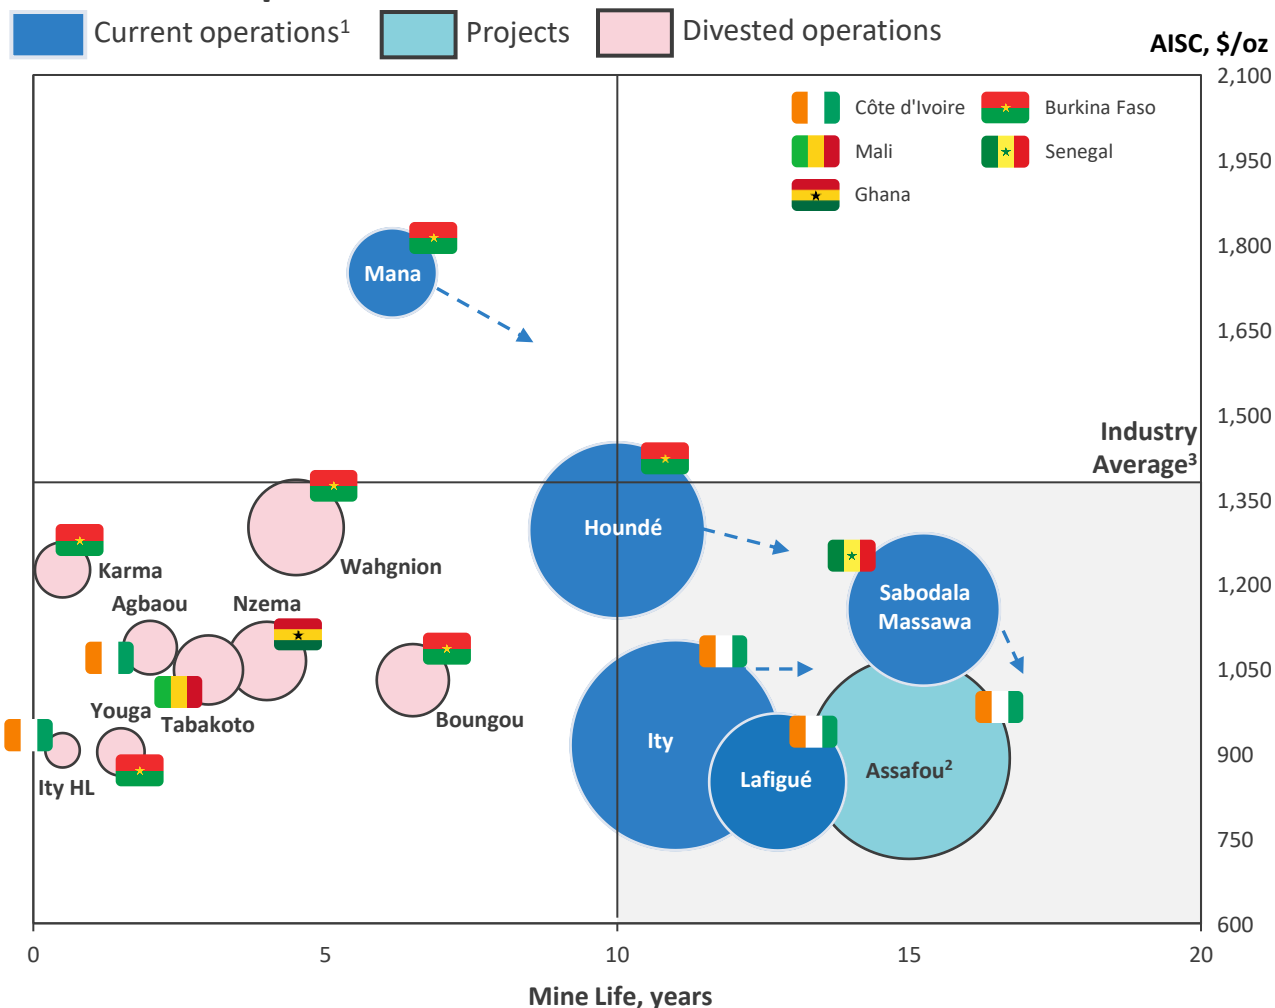 Current operations¹
Projects
Divested operations
AISC, $/oz
2,100
Côte d'Ivoire
Burkina Faso
Mali
Senegal
1,950
Ghana
1,800
Mana
1,650
1,500
Industry
Average³
1,350
Houndé
Wahgnion
Karma
1,200
Sabodala
Massawa
Agbaou
Nzema
1,050
Youga
Tabakoto
Boungou
Ity
900
Assafou²
Lafigué
Ity HL
750
600
0
5
10
15
20
Mine Life, years